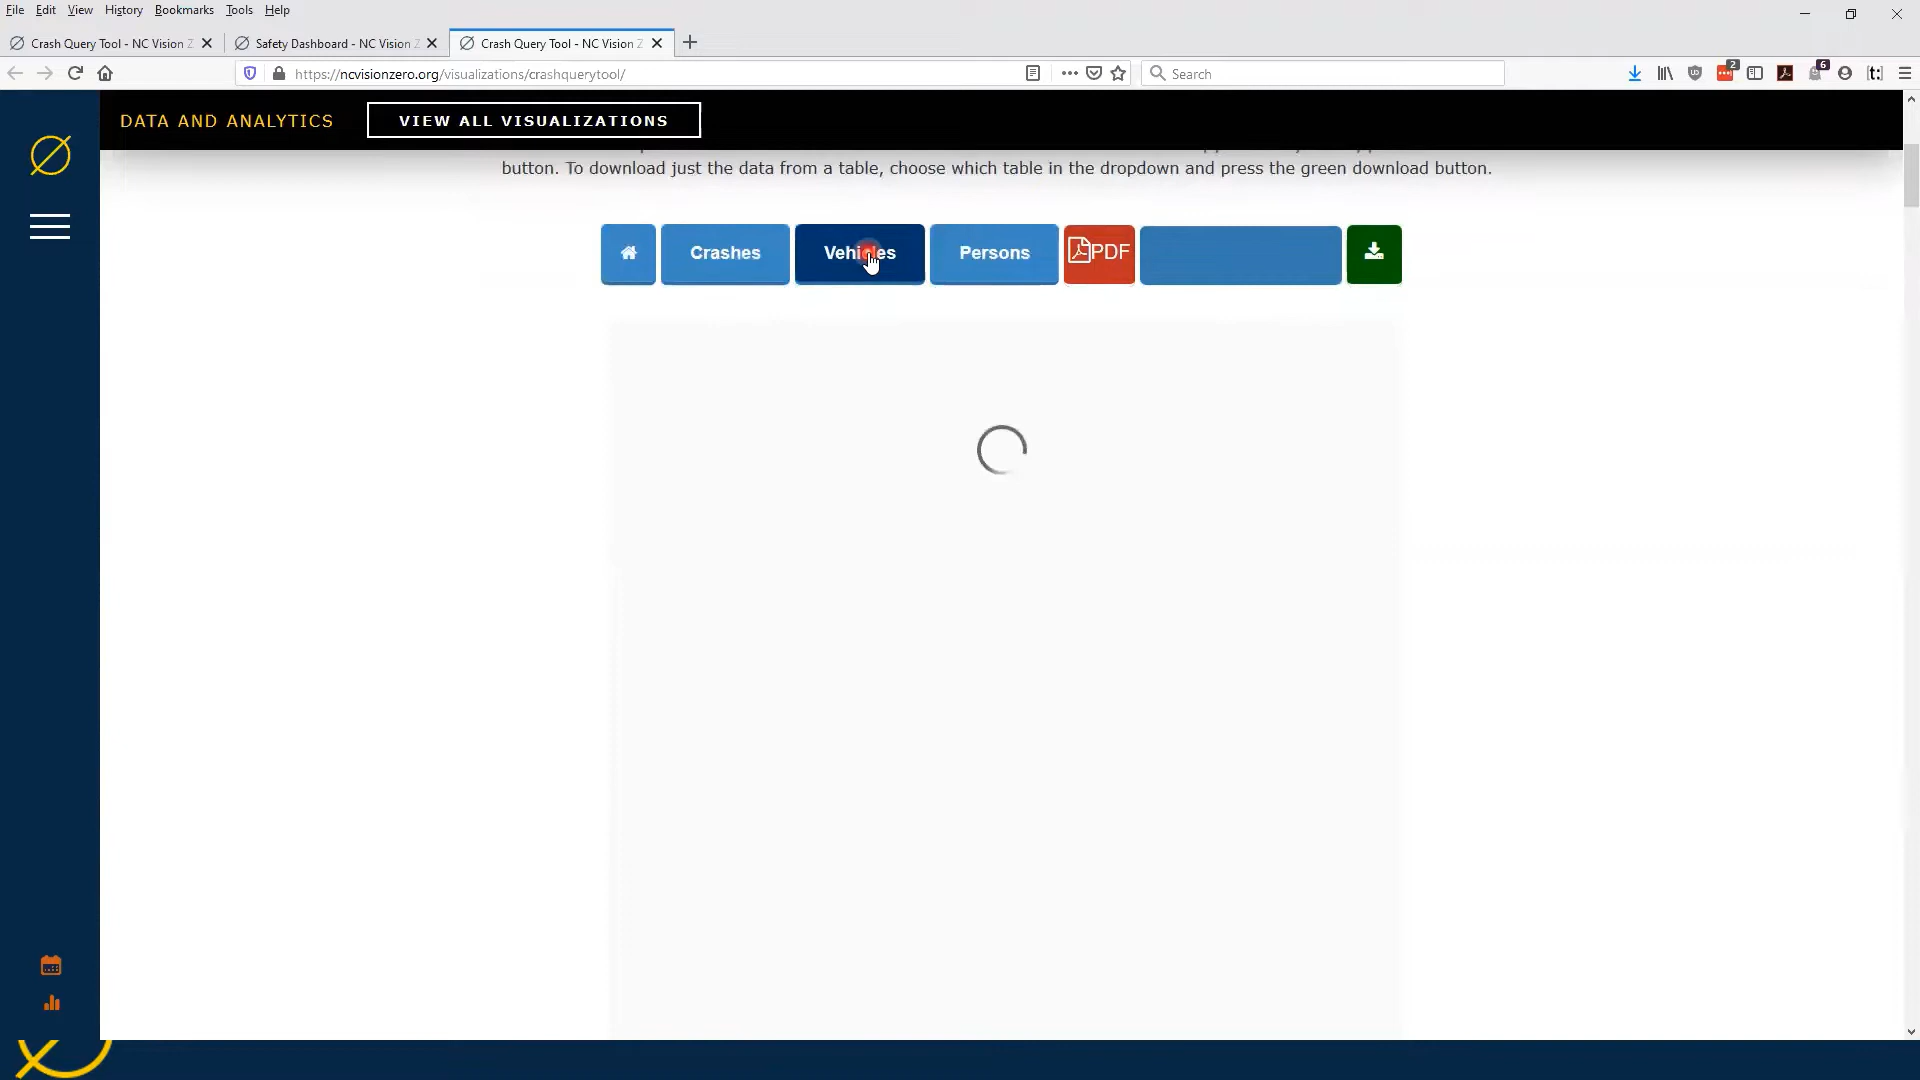 File Edit View History Bookmarks Tools Help
Crash Query Tool - NC Vision Z
Safety Dashboard - NC Vision Z
Crash Query Tool - NC Vision Z
https://ncvisionzero.org/visualizations/crashquerytool/
Search
2
6
DATA AND ANALYTICS
VIEW ALL VISUALIZATIONS
button. To download just the data from a table, choose which table in the dropdown and press the green download button.
Crashes
Vehicles
Persons
PDF